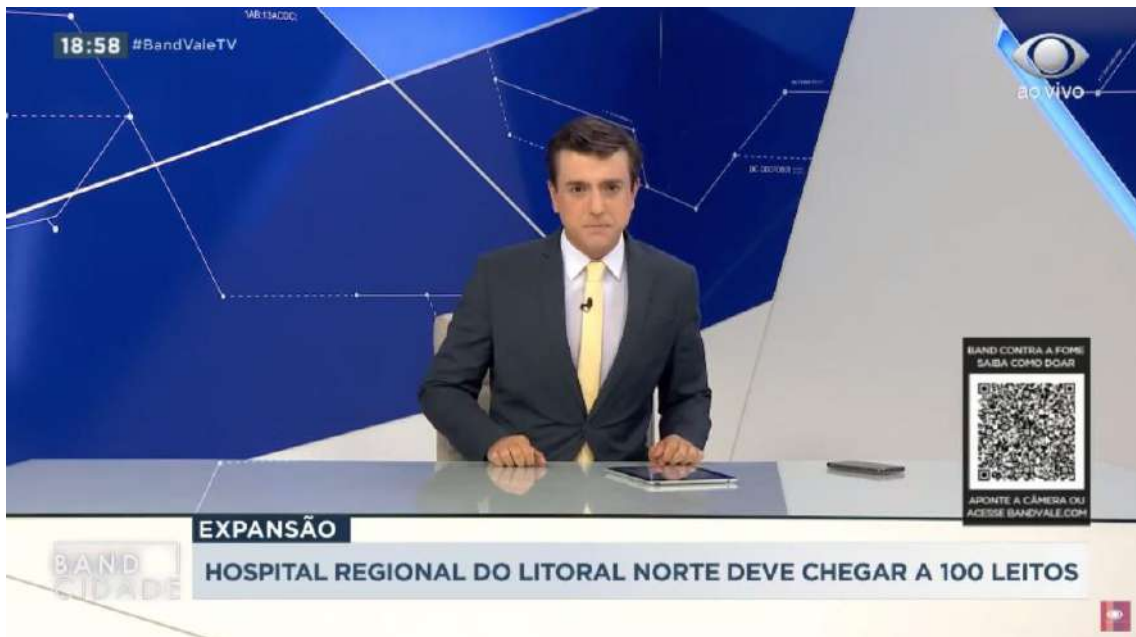 18:58 #BandValeTV
ao vivo
BAND CONTRA A FOME
SAIBA COMO DOAR
APONTE A CÂMERA OU
ACESSE BANDVALE.COM
EXPANSÃO
BAND
CIDADE
HOSPITAL REGIONAL DO LITORAL NORTE DEVE CHEGAR A 100 LEITOS